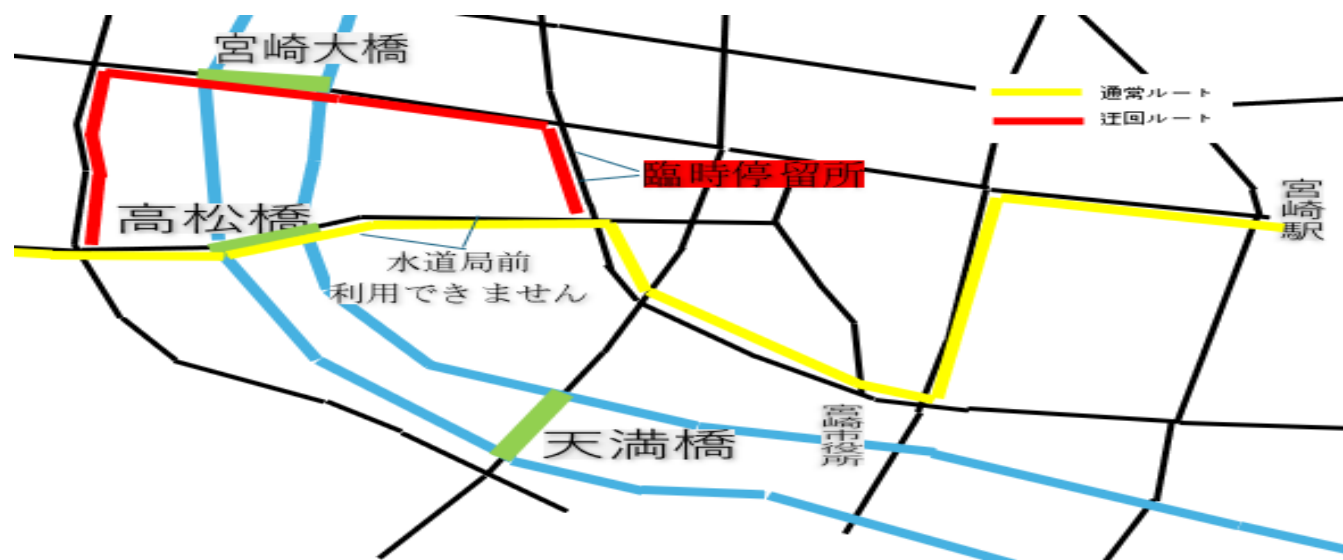 宮崎大橋
通常ルート
迂回ルート
臨時停留所
宮崎駅
高松橋
水道局前
利用できません
天満橋
宮崎市役所